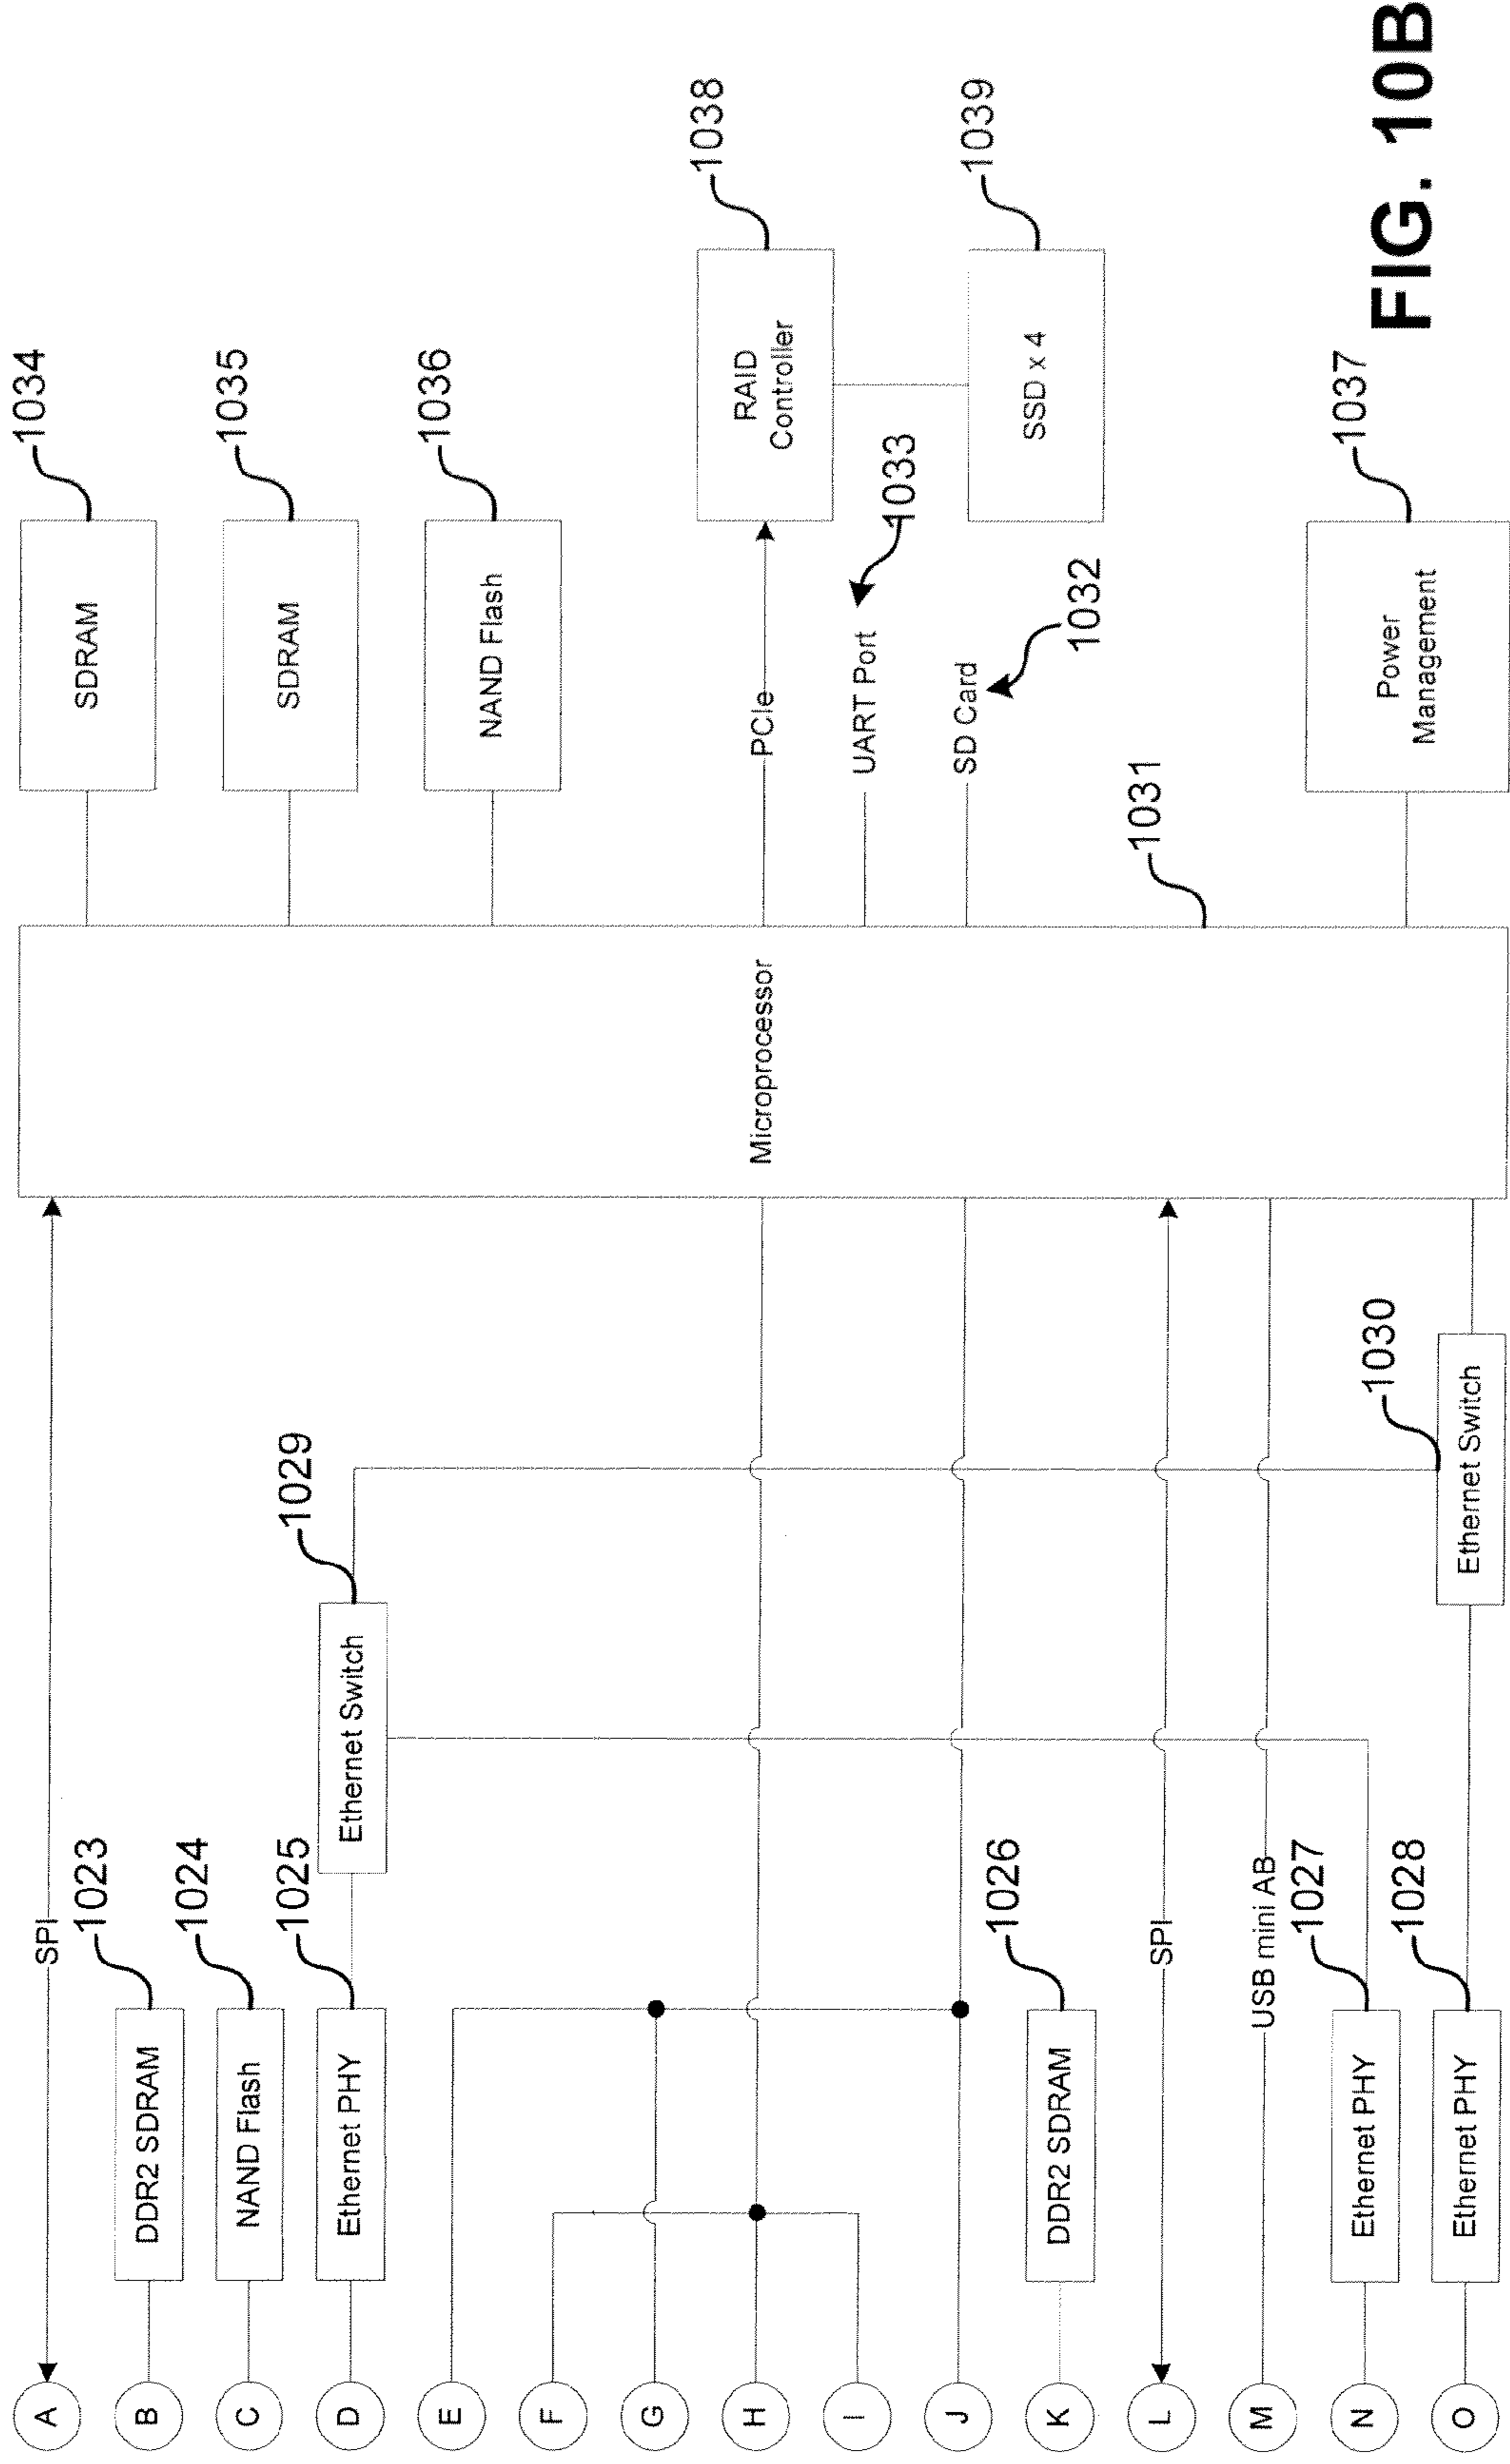 A
SPI
B
DDR2 SDRAM
1023
C
NAND Flash
1024
D
Ethernet PHY
1025
Ethernet Switch
1029
E
F
G
H
I
J
K
DDR2 SDRAM
1026
L
SPI
M
USB mini AB
N
Ethernet PHY
1027
O
Ethernet PHY
1028
Ethernet Switch
1030
Microprocessor
1031
SDRAM
1034
SDRAM
1035
NAND Flash
1036
PCIe
RAID
Controller
1038
UART Port
1033
SD Card
1032
SSD x 4
1039
Power
Management
1037
FIG. 10B